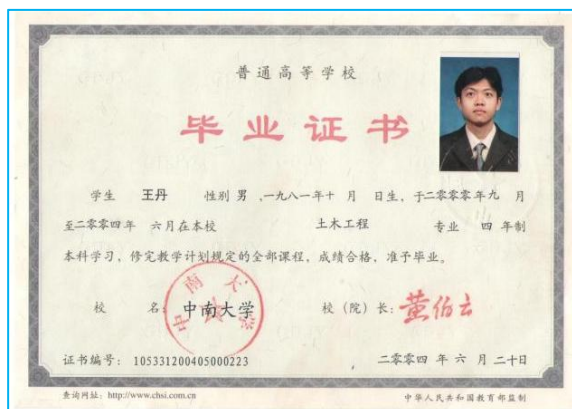 普通高等学校
毕业证书
学生 王丹 性别 男 ,一九八一年十 月 日生，于二零零零年九 月
至二零零四年 六月在本校 土木工程 专业 四 年制
本科学习，修完教学计划规定的全部课程，成绩合格，准予毕业。
校 名：中南大学 校（院）长：黄伯云
中南大学
证书编号：105331200405000223 二零零四 年 六 月 二十日
查询网址：http://www.chsi.com.cn 中华人民共和国教育部监制